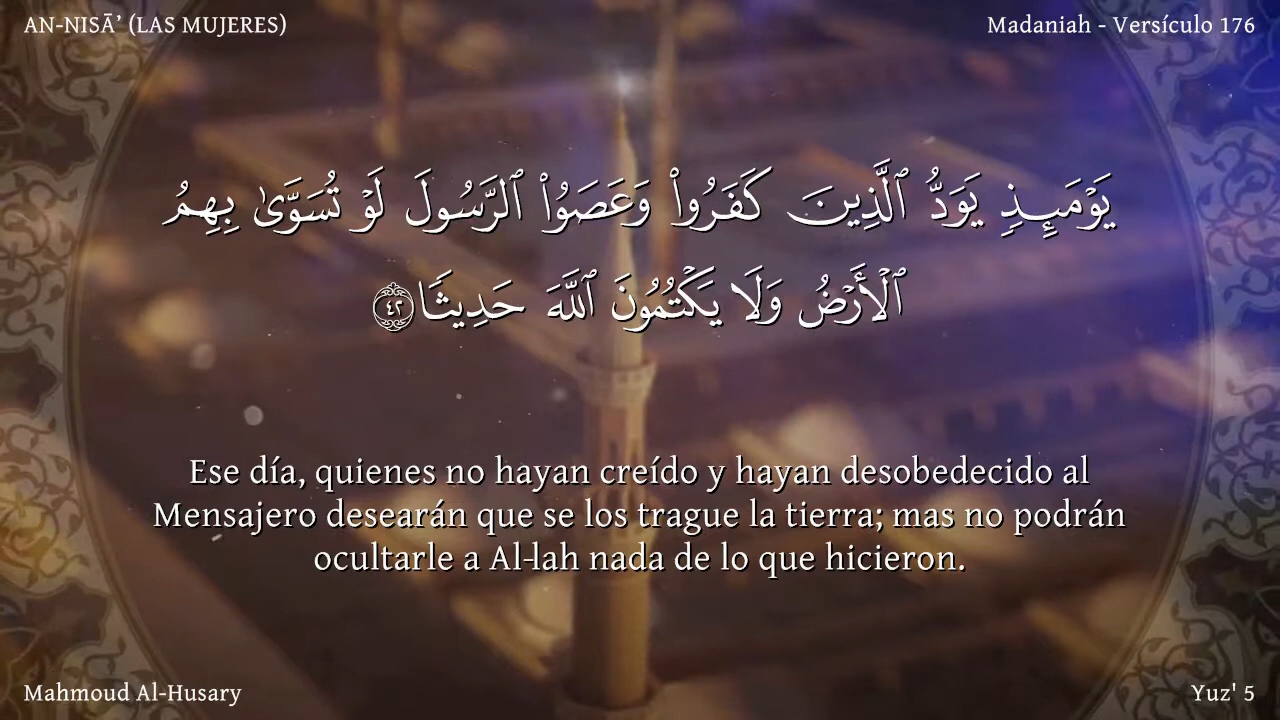 AN-NISĀ’ (LAS MUJERES)
Madaniah - Versículo 176
يَوْمَئِذٍ يَوَدُّ ٱلَّذِينَ كَفَرُوا۟ وَعَصَوُا۟ ٱلرَّسُولَ لَوْ تُسَوَّىٰ بِهِمُ
ٱلْأَرْضُ وَلَا يَكْتُمُونَ ٱللَّهَ حَدِيثًا ٤٢
Ese día, quienes no hayan creído y hayan desobedecido al
Mensajero desearán que se los trague la tierra; mas no podrán
ocultarle a Al-lah nada de lo que hicieron.
Mahmoud Al-Husary
Yuz' 5